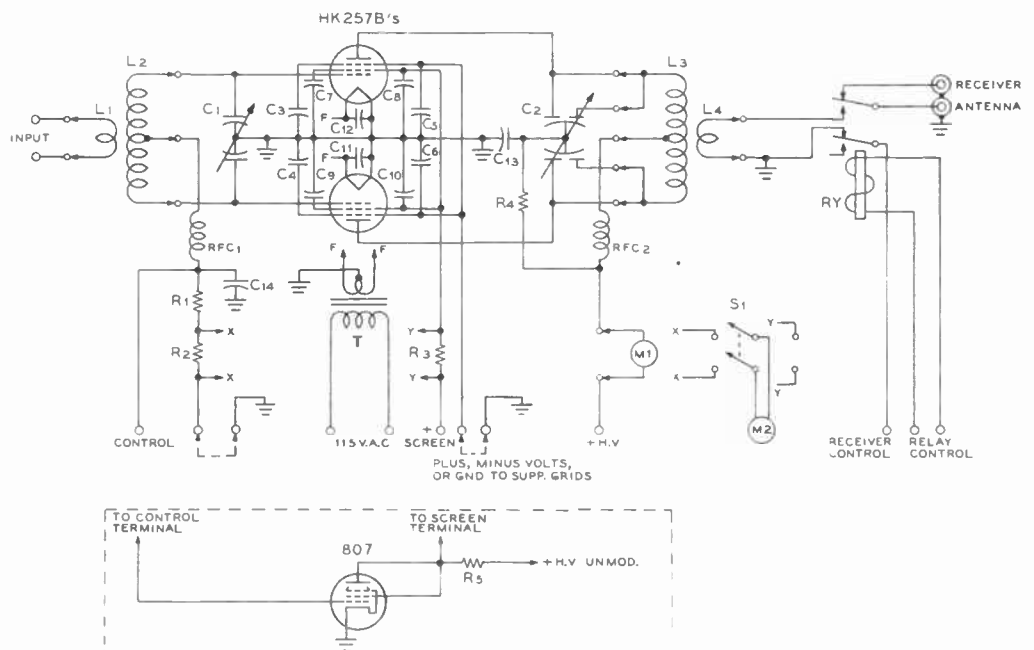 HK257B's
L2
L1
INPUT
C1
C3
C7
C8
F
C12
C5
C11
C6
F
C4
C9
C10
C13
C2
L3
L4
RECEIVER
ANTENNA
R4
RY
RFC1
F
F
RFC2
C14
R1
X
R2
X
T
Y
R3
Y
M1
S1
X
Y
X
Y
M2
CONTROL
115 V. A.C
+
SCREEN
+ H.V
RECEIVER
CONTROL
RELAY
CONTROL
PLUS, MINUS VOLTS,
OR GND TO SUPP. GRIDS
TO CONTROL
TERMINAL
TO SCREEN
TERMINAL
807
R5
+ H.V UNMOD.